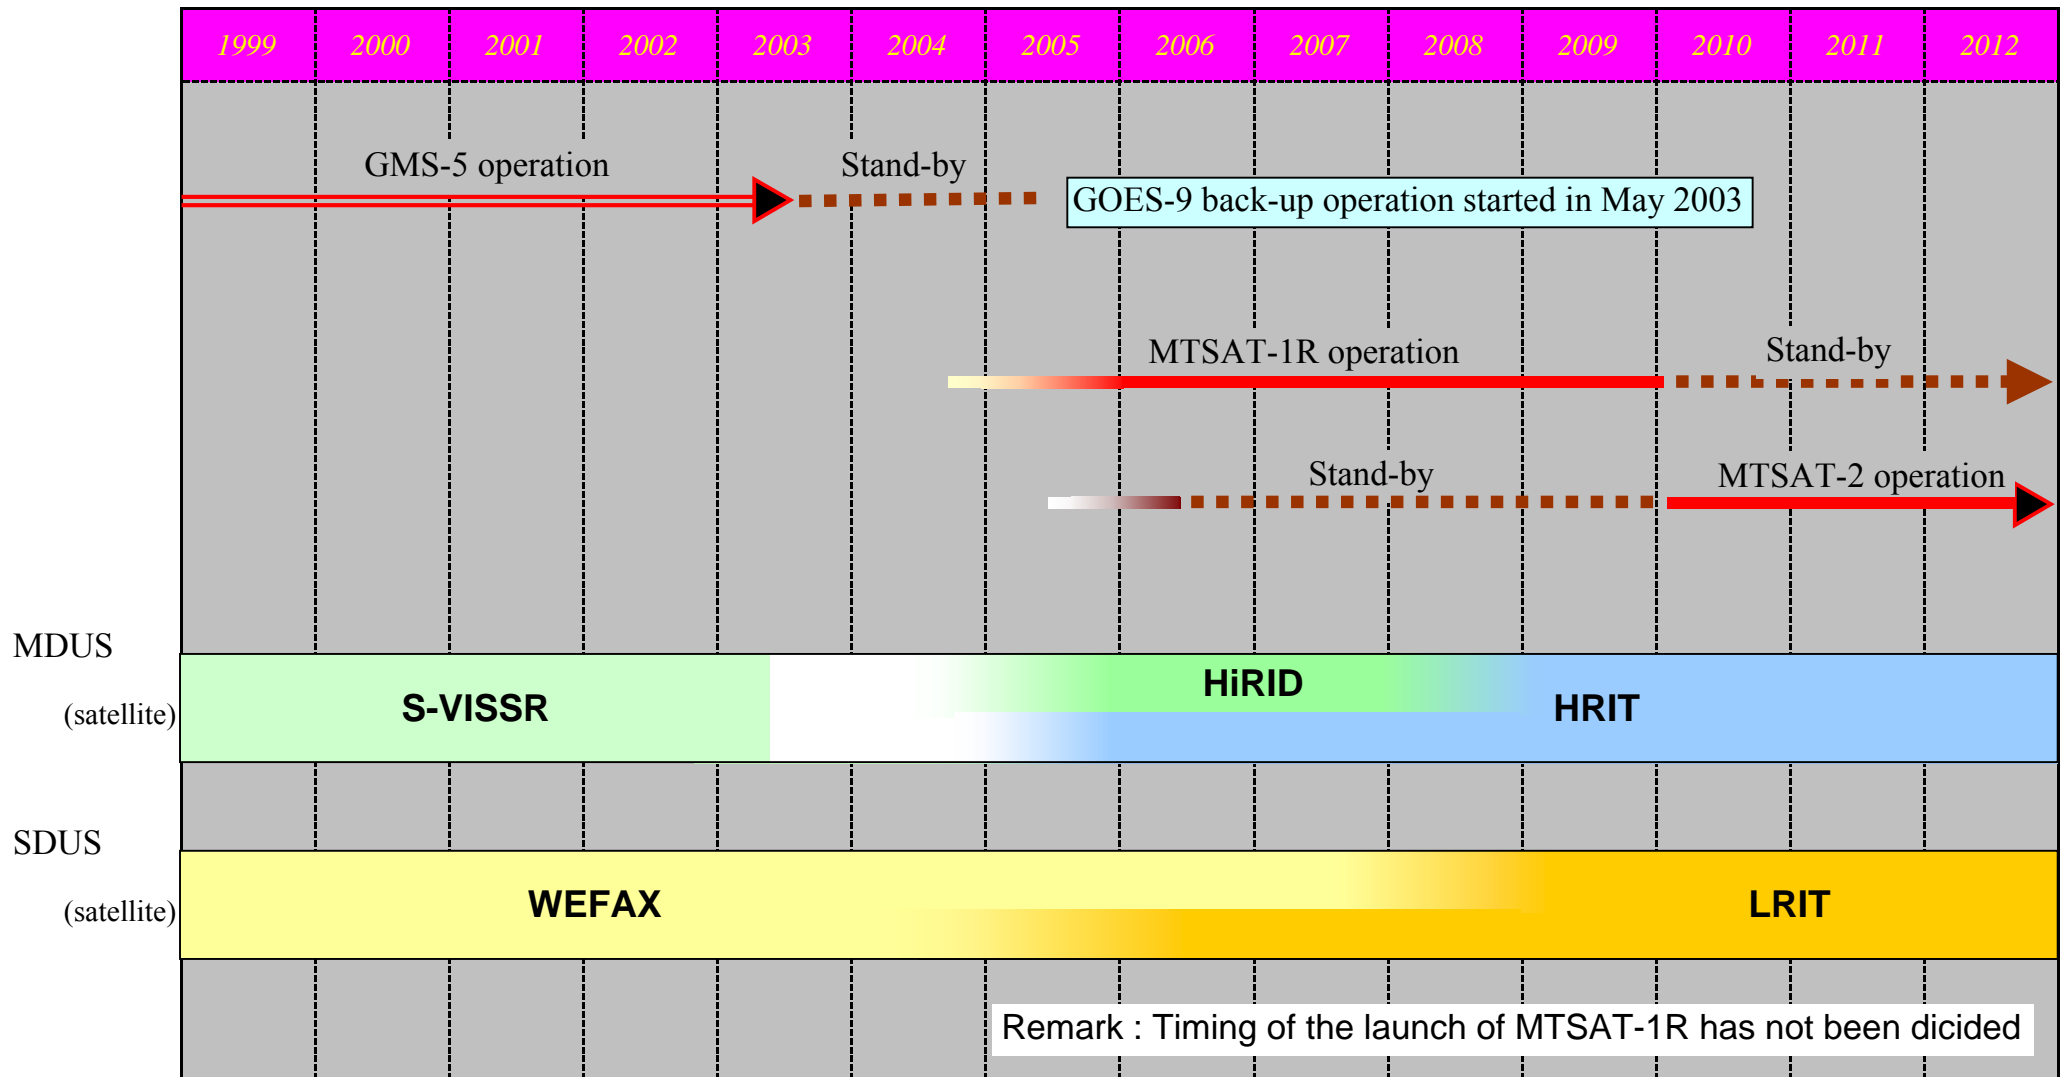 1999 2000 2001 2002 2003 2004 2005 2006 2007 2008 2009 2010 2011 2012
GMS-5 operation
Stand-by
GOES-9 back-up operation started in May 2003
MTSAT-1R operation
Stand-by
Stand-by
MTSAT-2 operation
MDUS
(satellite)
S-VISSR
HiRID
HRIT
SDUS
(satellite)
WEFAX
LRIT
Remark : Timing of the launch of MTSAT-1R has not been dicided